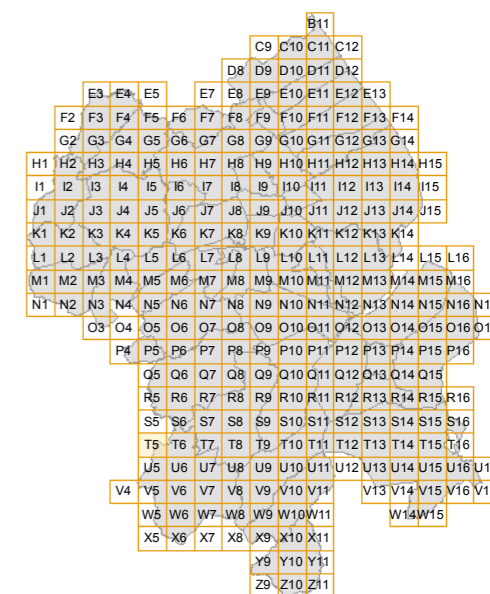 B11
C9 C10 C11 C12
D8 D9 D10 D11 D12
E3 E4 E5 E7 E8 E9 E10 E11 E12 E13
F2 F3 F4 F5 F6 F7 F8 F9 F10 F11 F12 F13 F14
G2 G3 G4 G5 G6 G7 G8 G9 G10 G11 G12 G13 G14
H1 H2 H3 H4 H5 H6 H7 H8 H9 H10 H11 H12 H13 H14 H15
I1 I2 I3 I4 I5 I6 I7 I8 I9 I10 I11 I12 I13 I14 I15
J1 J2 J3 J4 J5 J6 J7 J8 J9 J10 J11 J12 J13 J14 J15
K1 K2 K3 K4 K5 K6 K7 K8 K9 K10 K11 K12 K13 K14
L1 L2 L3 L4 L5 L6 L7 L8 L9 L10 L11 L12 L13 L14 L15 L16
M1 M2 M3 M4 M5 M6 M7 M8 M9 M10 M11 M12 M13 M14 M15 M16
N1 N2 N3 N4 N5 N6 N7 N8 N9 N10 N11 N12 N13 N14 N15 N16
O3 O4 O5 O6 O7 O8 O9 O10 O11 O12 O13 O14 O15 O16
P4 P5 P6 P7 P8 P9 P10 P11 P12 P13 P14 P15 P16
Q5 Q6 Q7 Q8 Q9 Q10 Q11 Q12 Q13 Q14 Q15
R5 R6 R7 R8 R9 R10 R11 R12 R13 R14 R15 R16
S5 S6 S7 S8 S9 S10 S11 S12 S13 S14 S15 S16
T5 T6 T7 T8 T9 T10 T11 T12 T13 T14 T15 T16
U5 U6 U7 U8 U9 U10 U11 U12 U13 U14 U15 U16
V4 V5 V6 V7 V8 V9 V10 V11 V13 V14 V15 V16
W5 W6 W7 W8 W9 W10 W11 W14 W15
X5 X6 X7 X8 X9 X10 X11
Y9 Y10 Y11
Z9 Z10 Z11